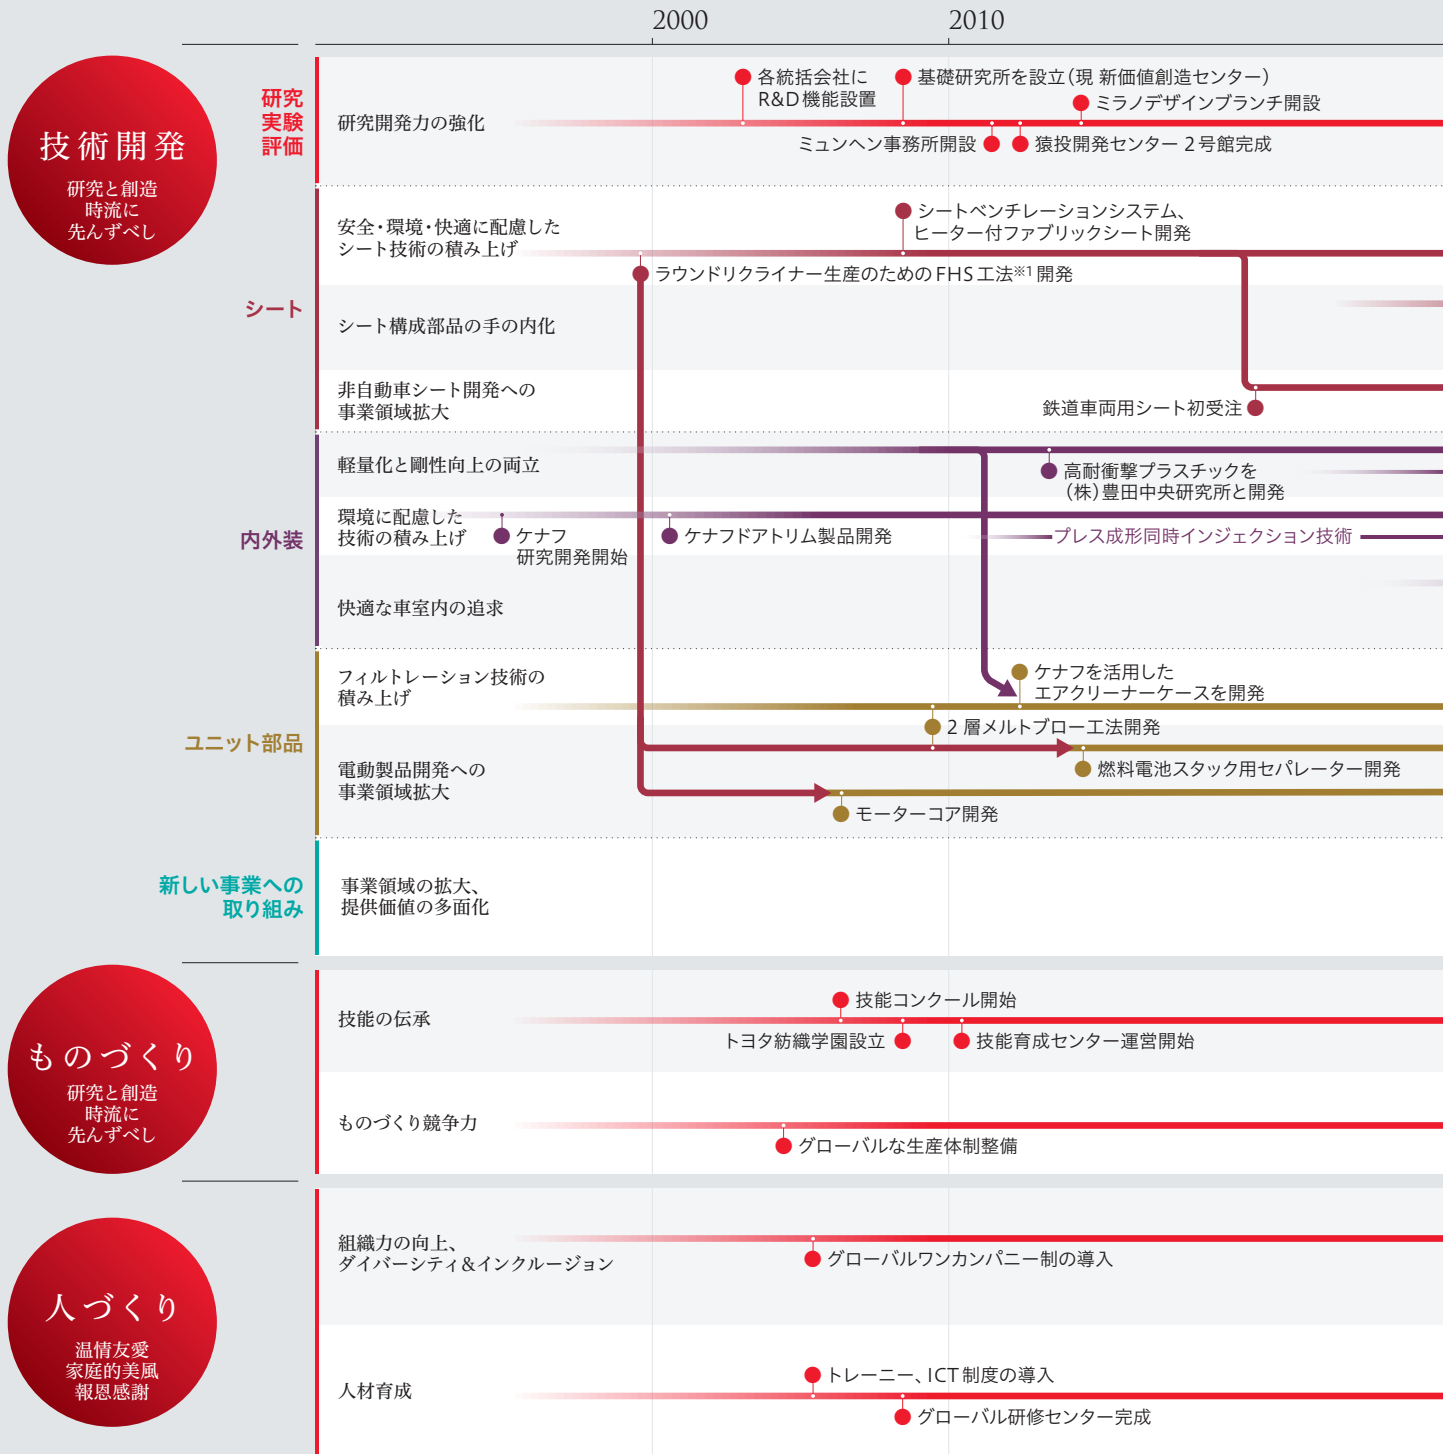 2000
2010
技術開発
研究と創造
時流に
先んずべし
研究
実験
評価
研究開発力の強化
各統括会社に
R&D機能設置
基礎研究所を設立（現 新価値創造センター）
ミラノデザインブランチ開設
ミュンヘン事務所開設
猿投開発センター 2号館完成
シート
安全・環境・快適に配慮した
シート技術の積み上げ
シートベンチレーションシステム、
ヒーター付ファブリックシート開発
ラウンドリクライナー生産のためのFHS工法※1開発
シート構成部品の手の内化
非自動車シート開発への
事業領域拡大
鉄道車両用シート初受注
内外装
軽量化と剛性向上の両立
高耐衝撃プラスチックを
（株）豊田中央研究所と開発
環境に配慮した
技術の積み上げ
ケナフ
研究開発開始
ケナフドアトリム製品開発
プレス成形同時インジェクション技術
快適な車室内の追求
ユニット部品
フィルトレーション技術の
積み上げ
ケナフを活用した
エアクリーナーケースを開発
2層メルトブロー工法開発
電動製品開発への
事業領域拡大
燃料電池スタック用セパレーター開発
モーターコア開発
新しい事業への
取り組み
事業領域の拡大、
提供価値の多面化
ものづくり
研究と創造
時流に
先んずべし
技能の伝承
技能コンクール開始
トヨタ紡織学園設立
技能育成センター運営開始
ものづくり競争力
グローバルな生産体制整備
人づくり
温情友愛
家庭的美風
報恩感謝
組織力の向上、
ダイバーシティ&インクルージョン
グローバルワンカンパニー制の導入
人材育成
トレーニー、ICT制度の導入
グローバル研修センター完成